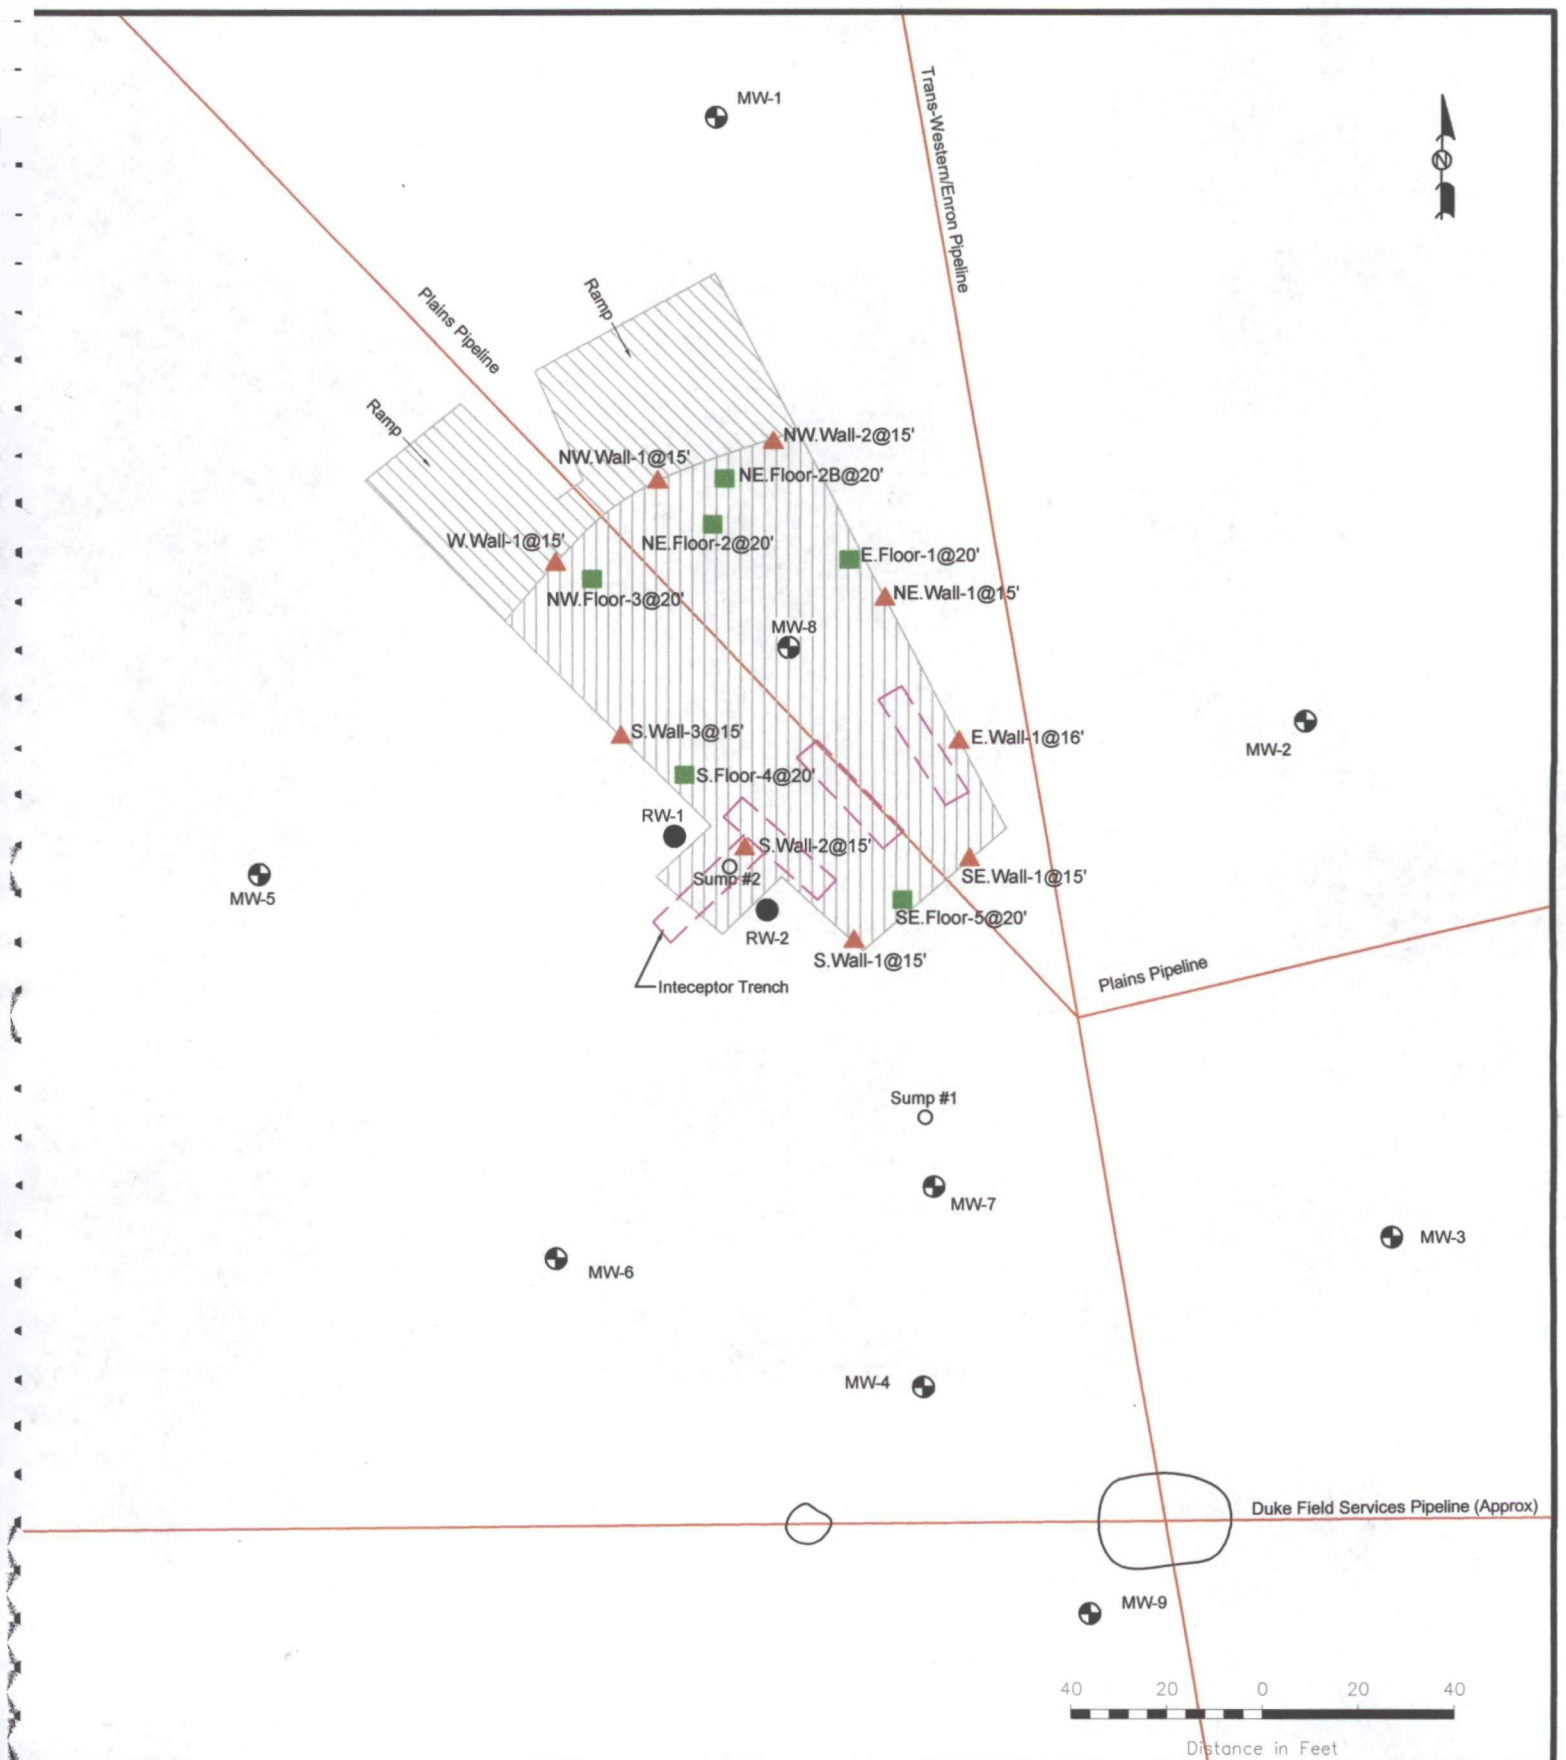 MW-1
Trans-Western/Enron Pipeline
N
Ramp
Plains Pipeline
Ramp
NW.Wall-2@15'
NW.Wall-1@15'
NE.Floor-2B@20'
W.Wall-1@15'
NE.Floor-2@20'
E.Floor-1@20'
NW.Floor-3@20'
NE.Wall-1@15'
MW-8
S.Wall-3@15'
E.Wall-1@16'
MW-2
S.Floor-4@20'
RW-1
S.Wall-2@15'
Sump #2
SE.Wall-1@15'
MW-5
SE.Floor-5@20'
RW-2
S.Wall-1@15'
Inteceptor Trench
Plains Pipeline
Sump #1
MW-7
MW-3
MW-6
MW-4
Duke Field Services Pipeline (Approx)
MW-9
40 20 0 20 40
Distance in Feet